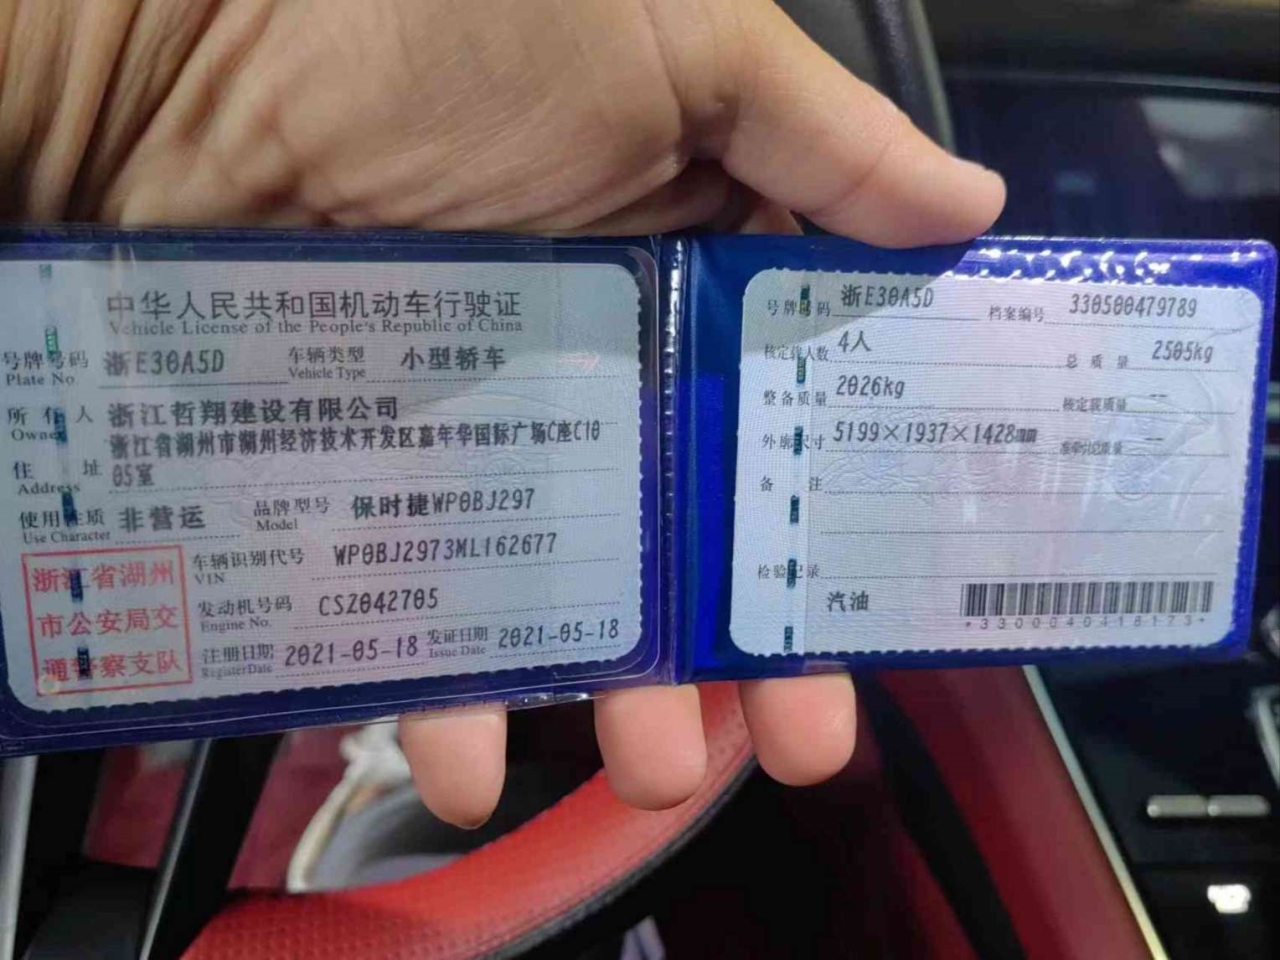 中华人民共和国机动车行驶证
Vehicle License of the People's Republic of China
号牌号码 浙E30A5D 车辆类型 小型轿车
Plate No. Vehicle Type
所有人 浙江哲翔建设有限公司
Owner
浙江省湖州市湖州经济技术开发区嘉年华国际广场C座C10
住址 05室
Address
使用性质 非营运 品牌型号 保时捷WP0BJ297
Use Character Model
浙江省湖州
市公安局交
通警察支队
车辆识别代号 WP0BJ2973ML162677
VIN
发动机号码 CSZ042705
Engine No.
注册日期 2021-05-18 发证日期 2021-05-18
Register Date Issue Date
号牌号码 浙E30A5D 档案编号 330500479789
核定载人数 4人 总质量 2505kg
整备质量 2026kg 核定载质量 --
外廓尺寸 5199×1937×1428mm 准牵引总质量 --
备注
检验记录
汽油
*3300040418173*